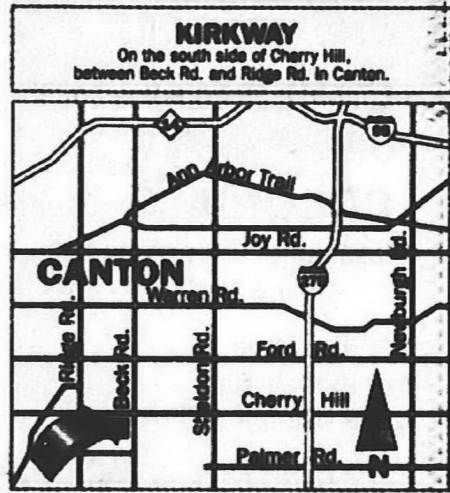 KIRKWAY
On the south side of Cherry Hill,
between Beck Rd. and Ridge Rd. in Canton.
14
Ann Arbor Trail
Joy Rd.
CANTON
Warren Rd.
Ridge Rd.
Beck Rd.
Sheldon Rd.
Newburgh Rd.
Ford Rd.
Cherry Hill
Palmer Rd.
N